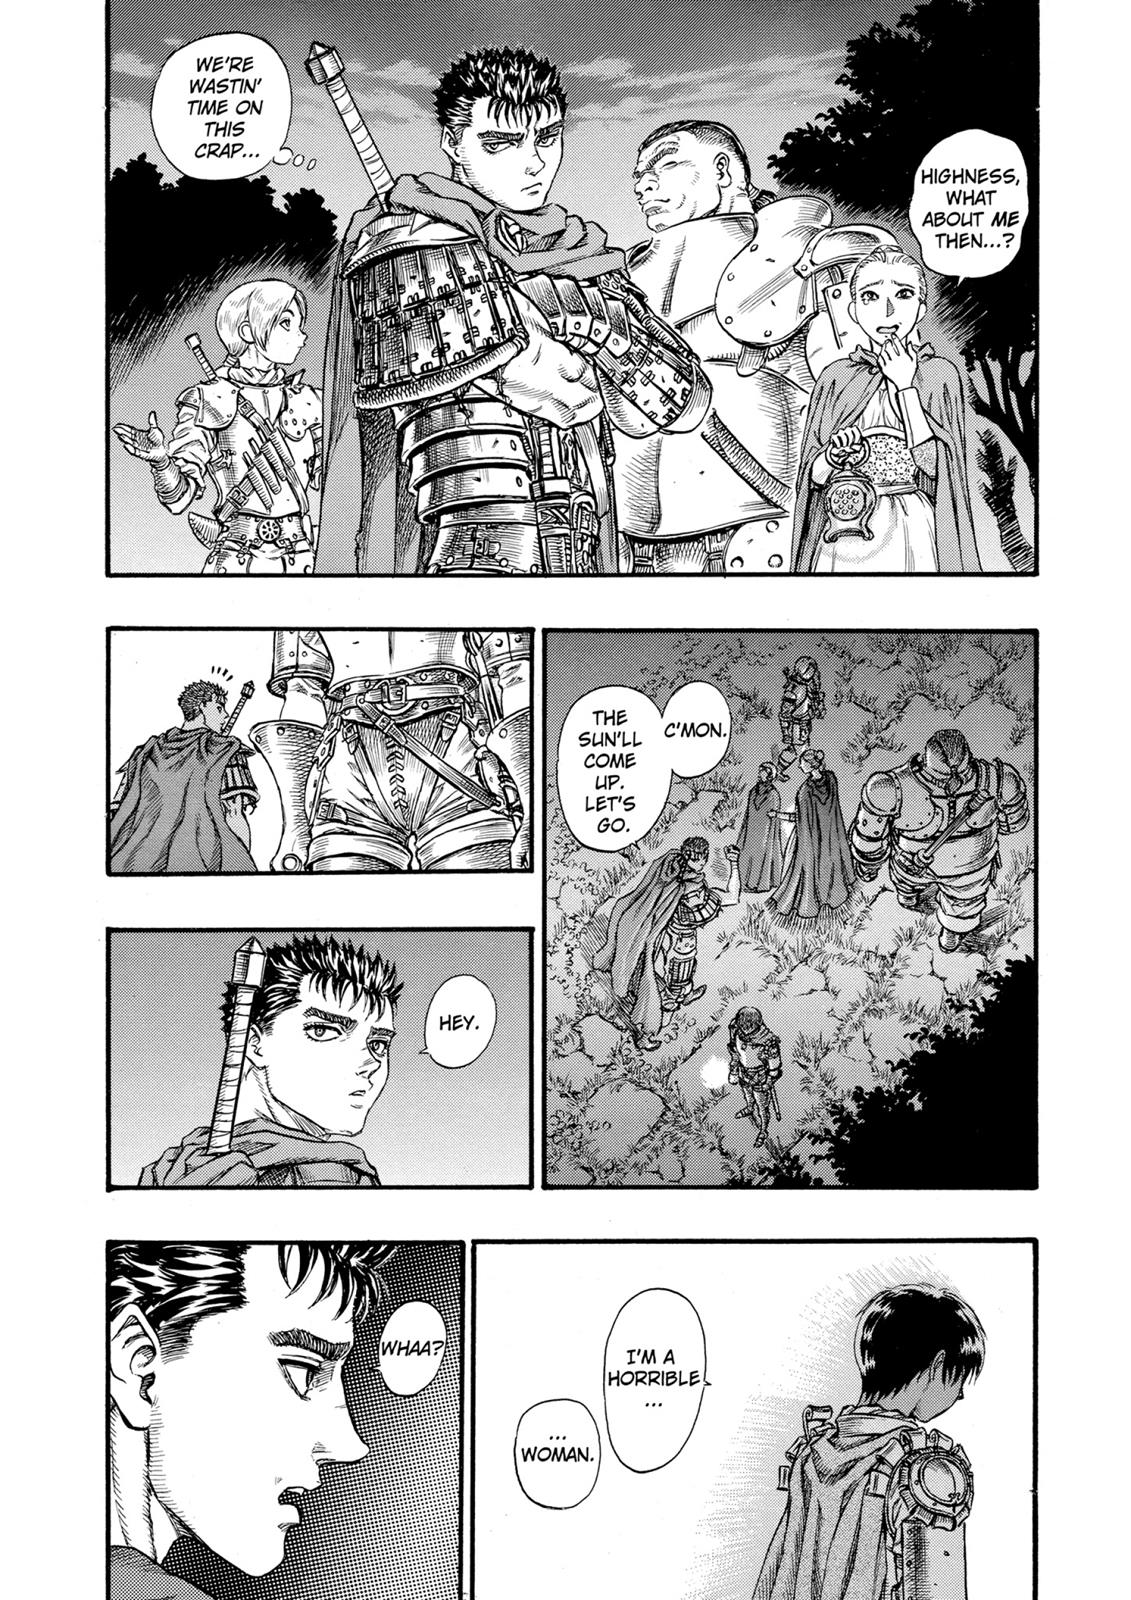 WE'RE
WASTIN'
TIME ON
THIS
CRAP...
HIGHNESS,
WHAT
ABOUT ME
THEN...?
C'MON.
THE
SUN'LL
COME
UP.
LET'S
GO.
HEY.
WHAA?
I'M A
HORRIBLE
...
...
WOMAN.